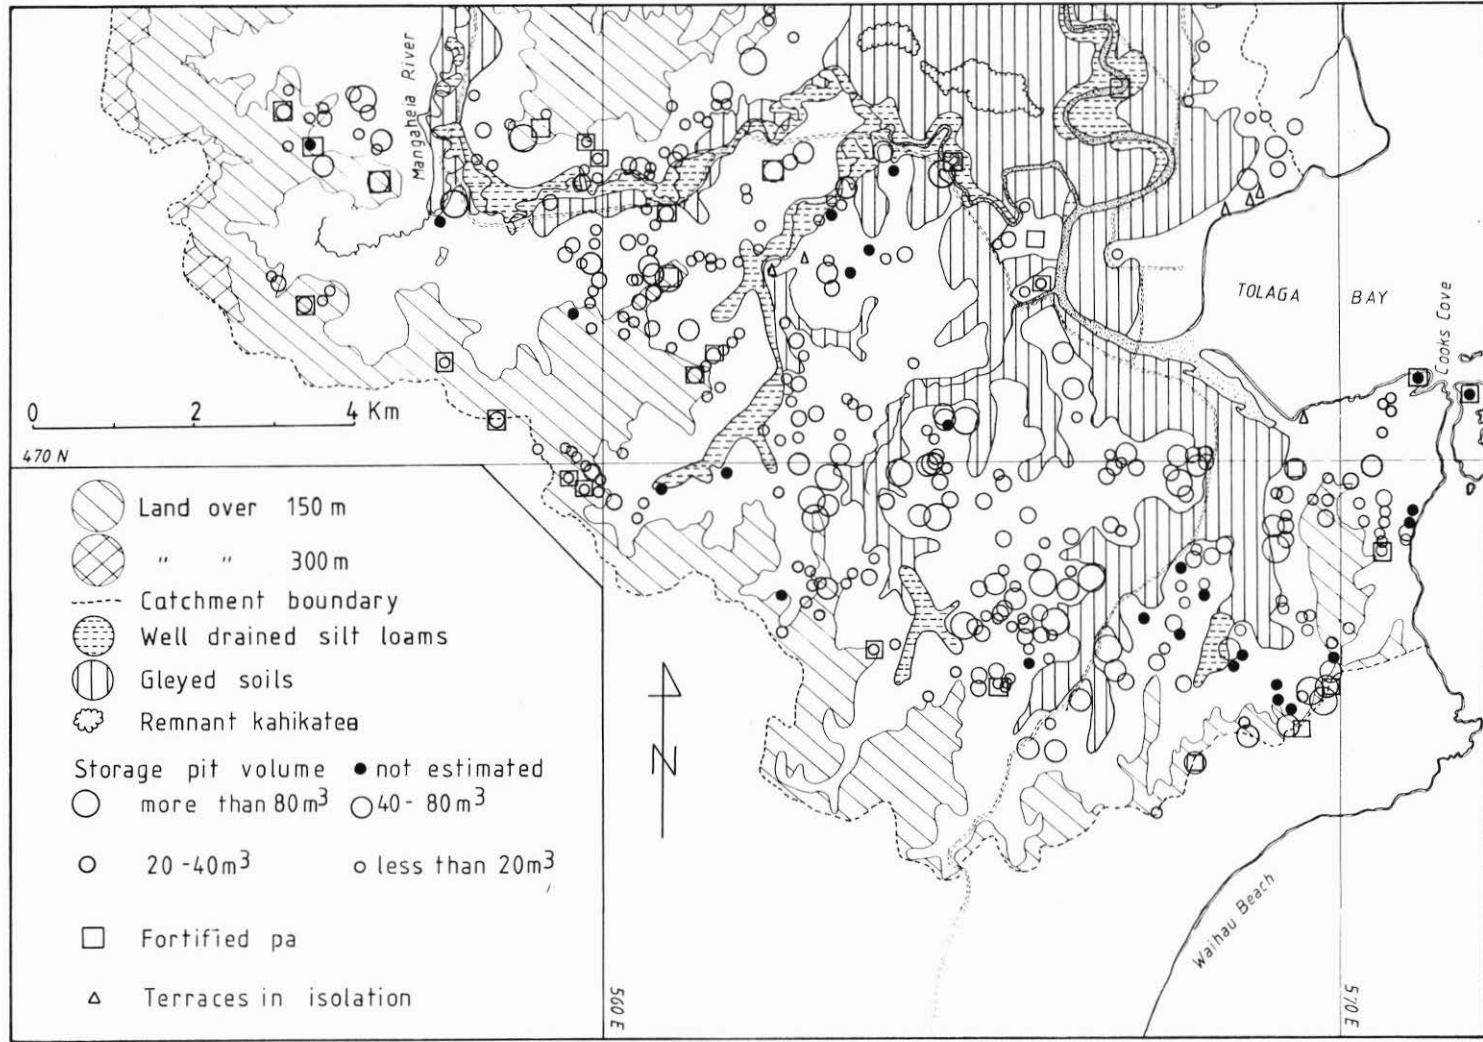 Mangaheia River
TOLAGA BAY
Cooks Cove
0 2 4 Km
470 N
Land over 150 m
" " 300 m
Catchment boundary
Well drained silt loams
Gleyed soils
Remnant kahikatea
Storage pit volume
not estimated
more than 80m³
40- 80m³
20 -40m³
less than 20m³
Fortified pa
Terraces in isolation
N
560 E
570 E
Waihau Beach